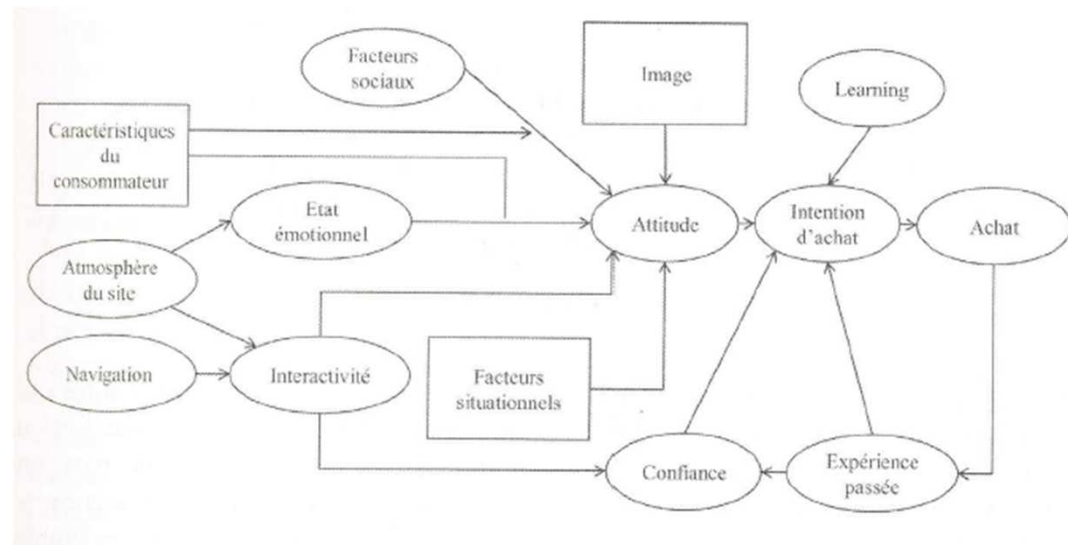 Facteurs
sociaux
Image
Learning
Caractéristiques
du
consommateur
Etat
émotionnel
Attitude
Intention
d'achat
Achat
Atmosphère
du site
Navigation
Interactivité
Facteurs
situationnels
Confiance
Expérience
passée